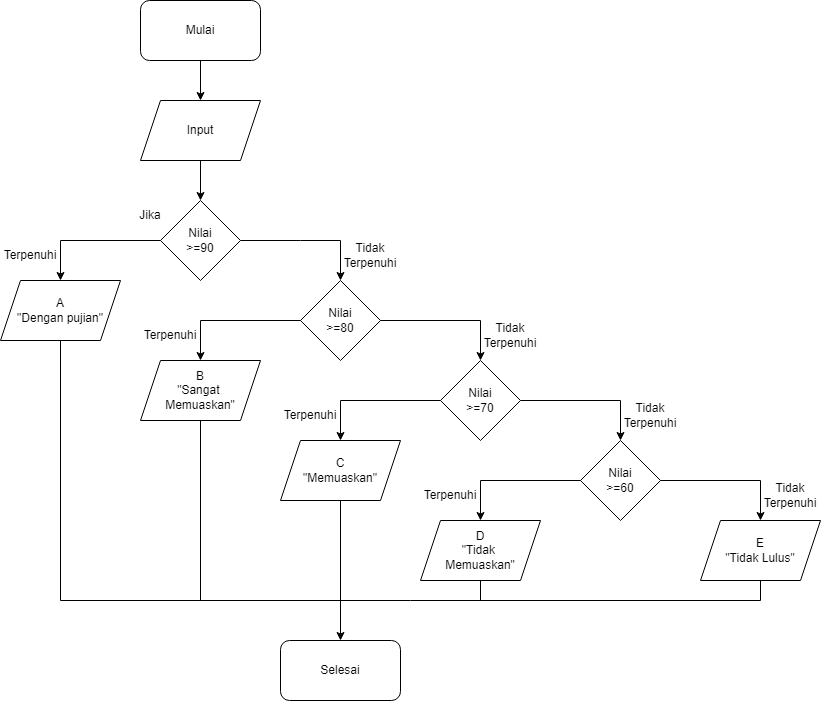 Mulai
Input
Jika
Nilai
>=90
Terpenuhi
Tidak
Terpenuhi
A
"Dengan pujian"
Nilai
>=80
Terpenuhi
Tidak
Terpenuhi
B
"Sangat
Memuaskan"
Nilai
>=70
Terpenuhi
Tidak
Terpenuhi
C
"Memuaskan"
Nilai
>=60
Terpenuhi
Tidak
Terpenuhi
D
"Tidak
Memuaskan"
E
"Tidak Lulus"
Selesai